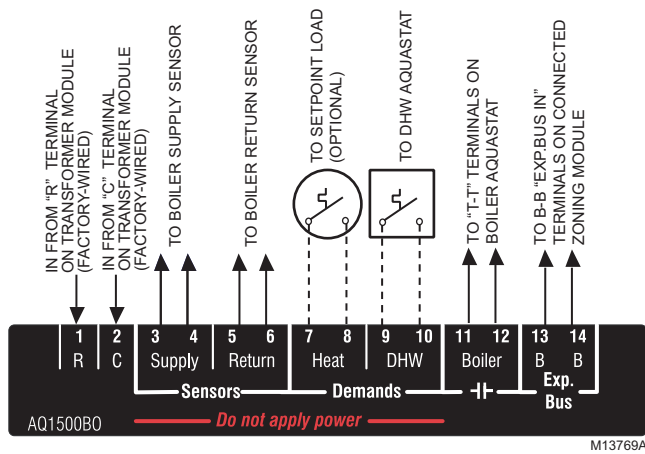 IN FROM “R” TERMINAL
ON TRANSFORMER MODULE
(FACTORY-WIRED)
IN FROM “C” TERMINAL
ON TRANSFORMER MODULE
(FACTORY-WIRED)
TO BOILER SUPPLY SENSOR
TO BOILER RETURN SENSOR
TO SETPOINT LOAD
(OPTIONAL)
TO DHW AQUASTAT
TO “T-T” TERMINALS ON
BOILER AQUASTAT
TO B-B “EXP.BUS IN”
TERMINALS ON CONNECTED
ZONING MODULE
1 2 3 4 5 6 7 8 9 10 11 12 13 14
R C Supply Return Heat DHW Boiler B B
Sensors Demands Exp.
Bus
Do not apply power
AQ1500BO
M13769A